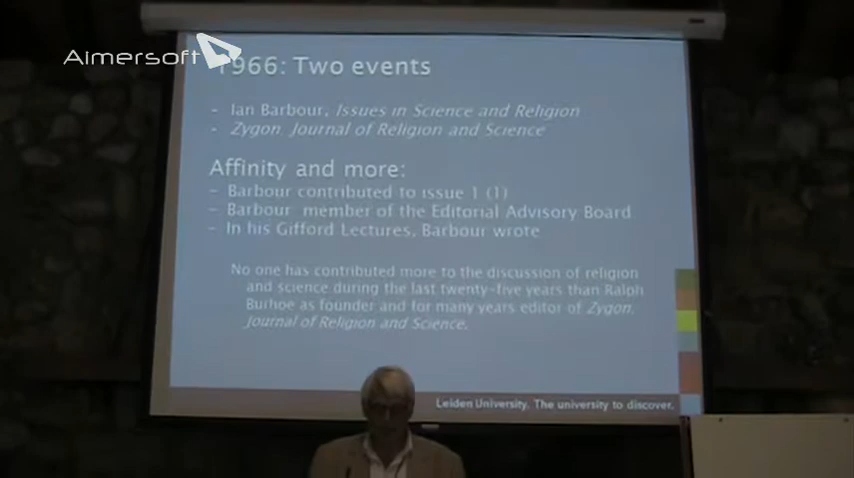 Aimersoft
1966: Two events
- Ian Barbour, Issues in Science and Religion
- Zygon. Journal of Religion and Science
Affinity and more:
- Barbour contributed to issue 1 (1)
- Barbour member of the Editorial Advisory Board
- In his Gifford Lectures, Barbour wrote
No one has contributed more to the discussion of religion
and science during the last twenty-five years than Ralph
Burhoe as founder and for many years editor of Zygon.
Journal of Religion and Science.
Leiden University. The university to discover.